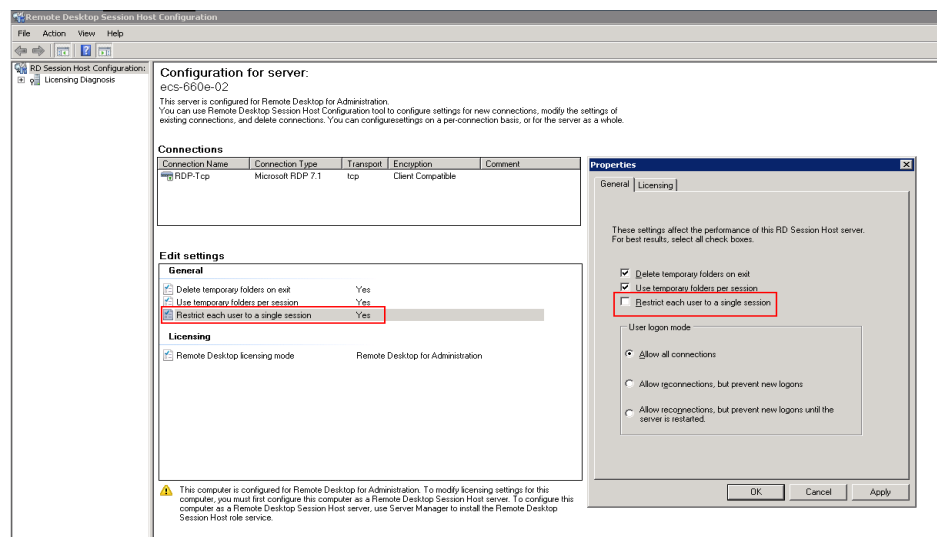 Remote Desktop Session Host Configuration
File Action View Help
RD Session Host Configuration:
Licensing Diagnosis
Configuration for server:
ecs-660e-02
This server is configured for Remote Desktop for Administration.
You can use Remote Desktop Session Host Configuration tool to configure settings for new connections, modify the settings of
existing connections, and delete connections. You can configuresettings on a per-connection basis, or for the server as a whole.
Connections
Connection Name Connection Type Transport Encryption Comment
RDP-Tcp Microsoft RDP 7.1 tcp Client Compatible
Edit settings
General
Delete temporary folders on exit Yes
Use temporary folders per session Yes
Restrict each user to a single session Yes
Licensing
Remote Desktop licensing mode Remote Desktop for Administration
This computer is configured for Remote Desktop for Administration. To modify licensing settings for this
computer, you must first configure this computer as a Remote Desktop Session Host server. To configure this
computer as a Remote Desktop Session Host server, use Server Manager to install the Remote Desktop
Session Host role service.
Properties
General Licensing
These settings affect the performance of this RD Session Host server.
For best results, select all check boxes.
Delete temporary folders on exit
Use temporary folders per session
Restrict each user to a single session
User logon mode
Allow all connections
Allow reconnections, but prevent new logons
Allow reconnections, but prevent new logons until the
server is restarted.
OK Cancel Apply